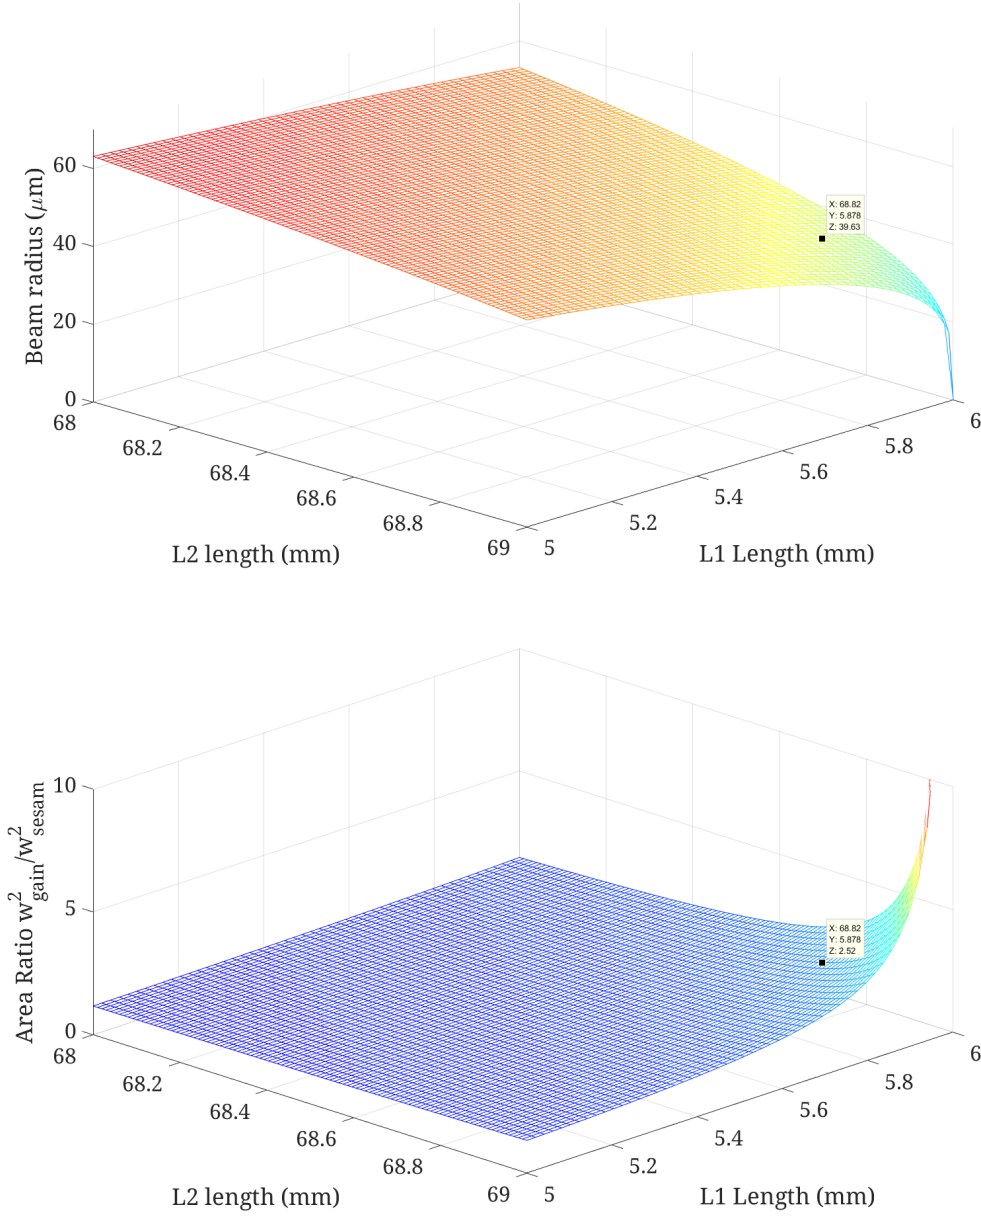 X: 68.82
Y: 5.878
Z: 39.63
60
40
20
0
Beam radius (μm)
68
68.2
68.4
68.6
68.8
69
L2 length (mm)
5
5.2
5.4
5.6
5.8
6
L1 Length (mm)
X: 68.82
Y: 5.878
Z: 2.52
10
5
0
Area Ratio w²gain/w²sesam
68
68.2
68.4
68.6
68.8
69
L2 length (mm)
5
5.2
5.4
5.6
5.8
6
L1 Length (mm)